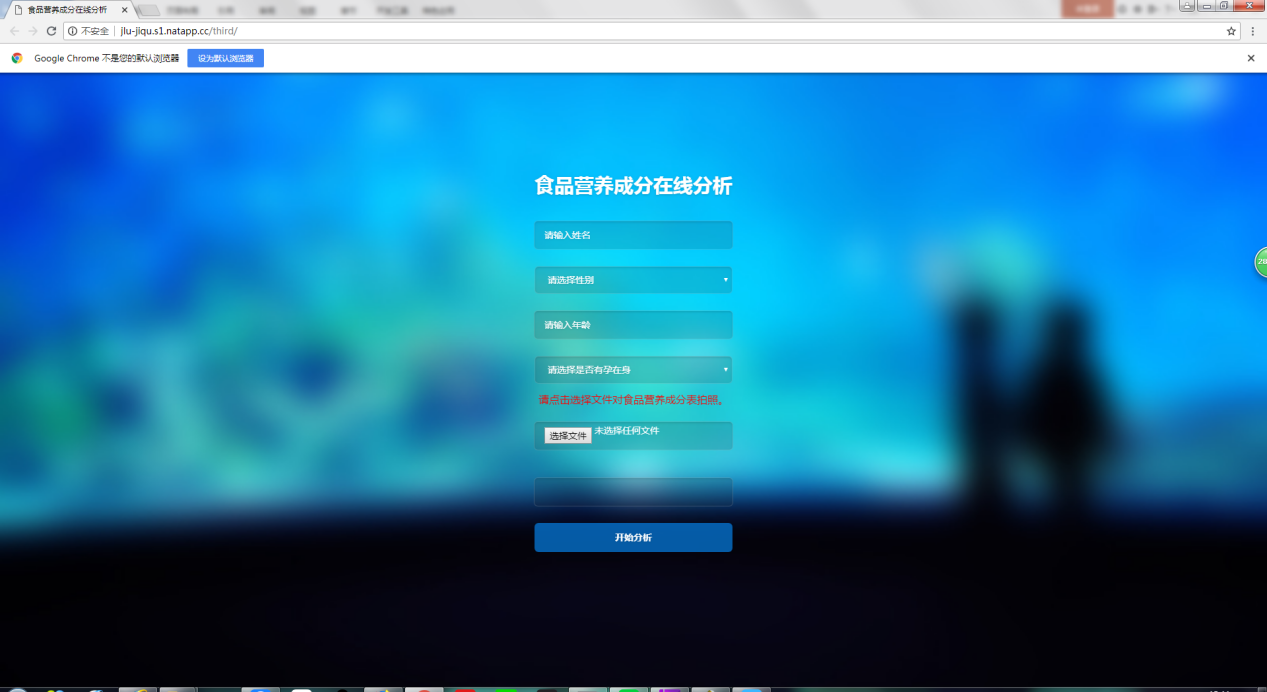 食品营养成分在线分析
不安全 | jlu-jiqu.s1.natapp.cc/third/
Google Chrome 不是您的默认浏览器 设为默认浏览器
食品营养成分在线分析
请输入姓名
请选择性别
请输入年龄
请选择是否有孕在身
请点击选择文件对食品营养成分表拍照。
选择文件 未选择任何文件
开始分析